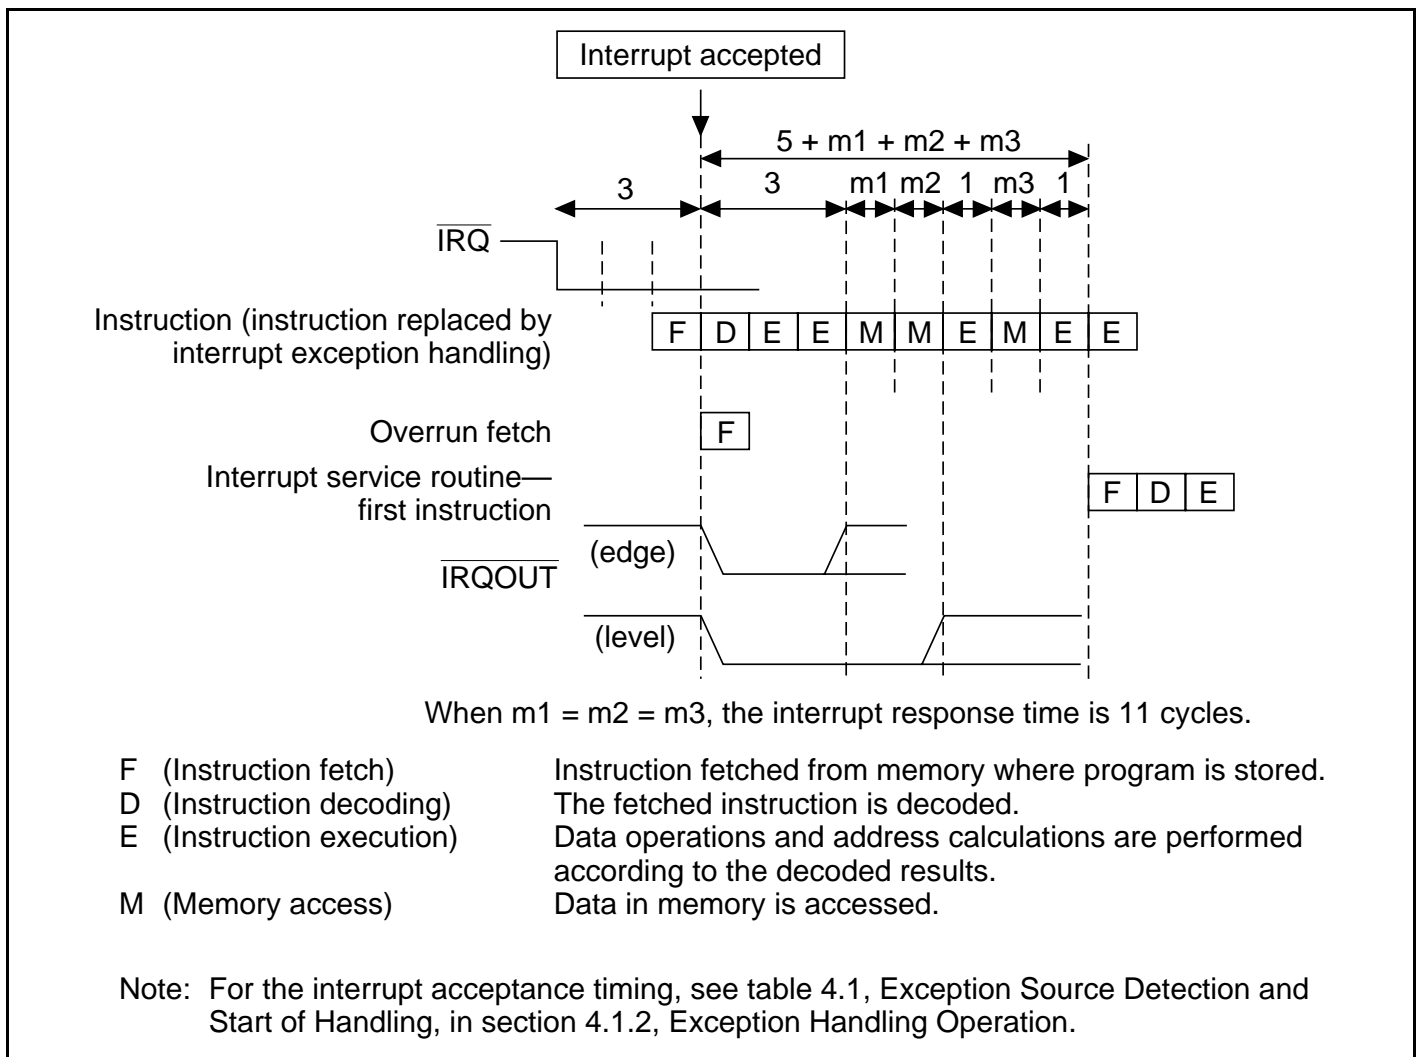 Interrupt accepted
5 + m1 + m2 + m3
3 3 m1 m2 1 m3 1
IRQ
Instruction (instruction replaced by
interrupt exception handling)
F D E E M M E M E E
Overrun fetch
F
Interrupt service routine—
first instruction
F D E
(edge)
IRQOUT
(level)
When m1 = m2 = m3, the interrupt response time is 11 cycles.
F (Instruction fetch) Instruction fetched from memory where program is stored.
D (Instruction decoding) The fetched instruction is decoded.
E (Instruction execution) Data operations and address calculations are performed
according to the decoded results.
M (Memory access) Data in memory is accessed.
Note: For the interrupt acceptance timing, see table 4.1, Exception Source Detection and
Start of Handling, in section 4.1.2, Exception Handling Operation.